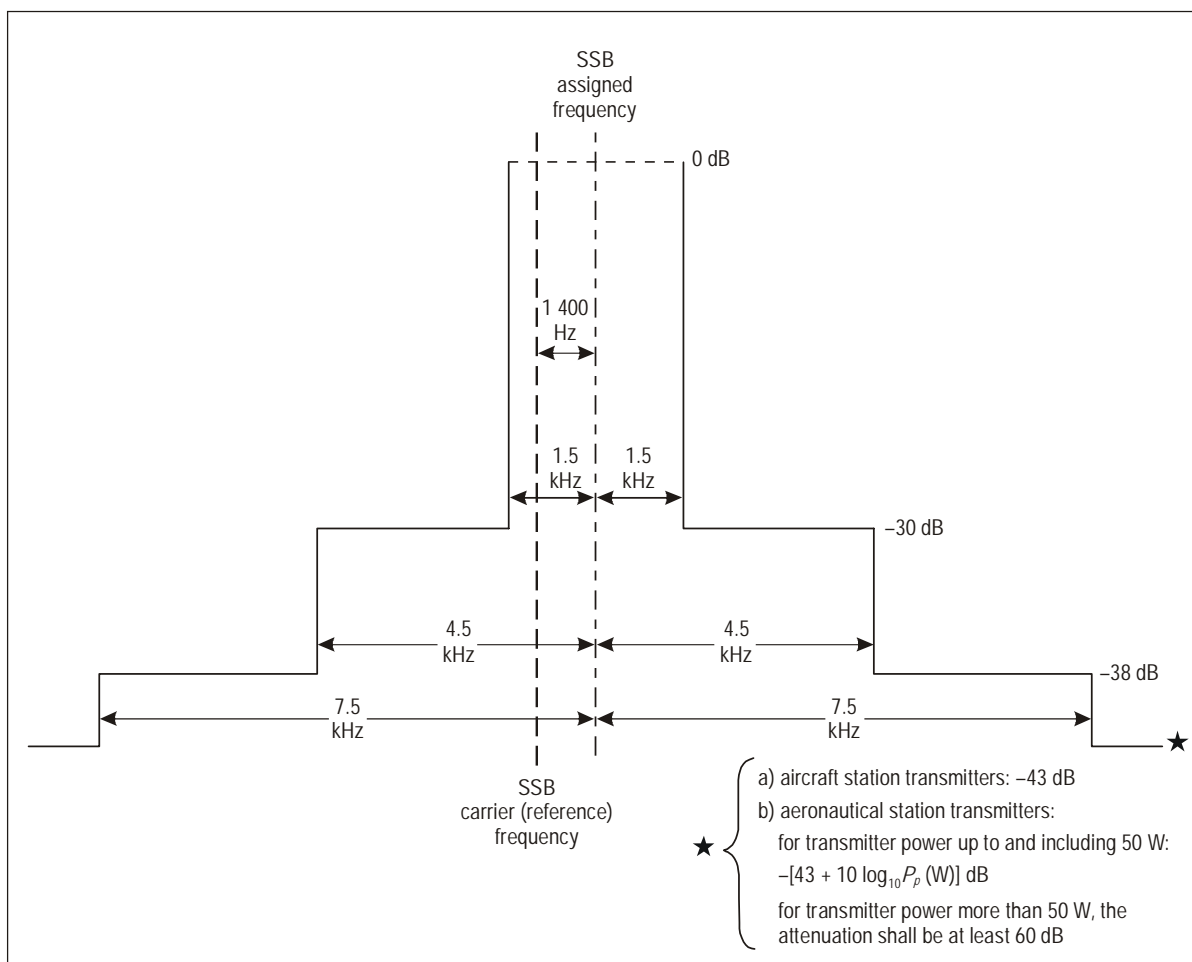 SSB
assigned
frequency
0 dB
1 400
Hz
1.5
kHz
1.5
kHz
–30 dB
4.5
kHz
4.5
kHz
–38 dB
7.5
kHz
7.5
kHz
★
SSB
carrier (reference)
frequency
★
a) aircraft station transmitters: –43 dB
b) aeronautical station transmitters:
for transmitter power up to and including 50 W:
–[43 + 10 log₁₀Pₚ (W)] dB
for transmitter power more than 50 W, the
attenuation shall be at least 60 dB